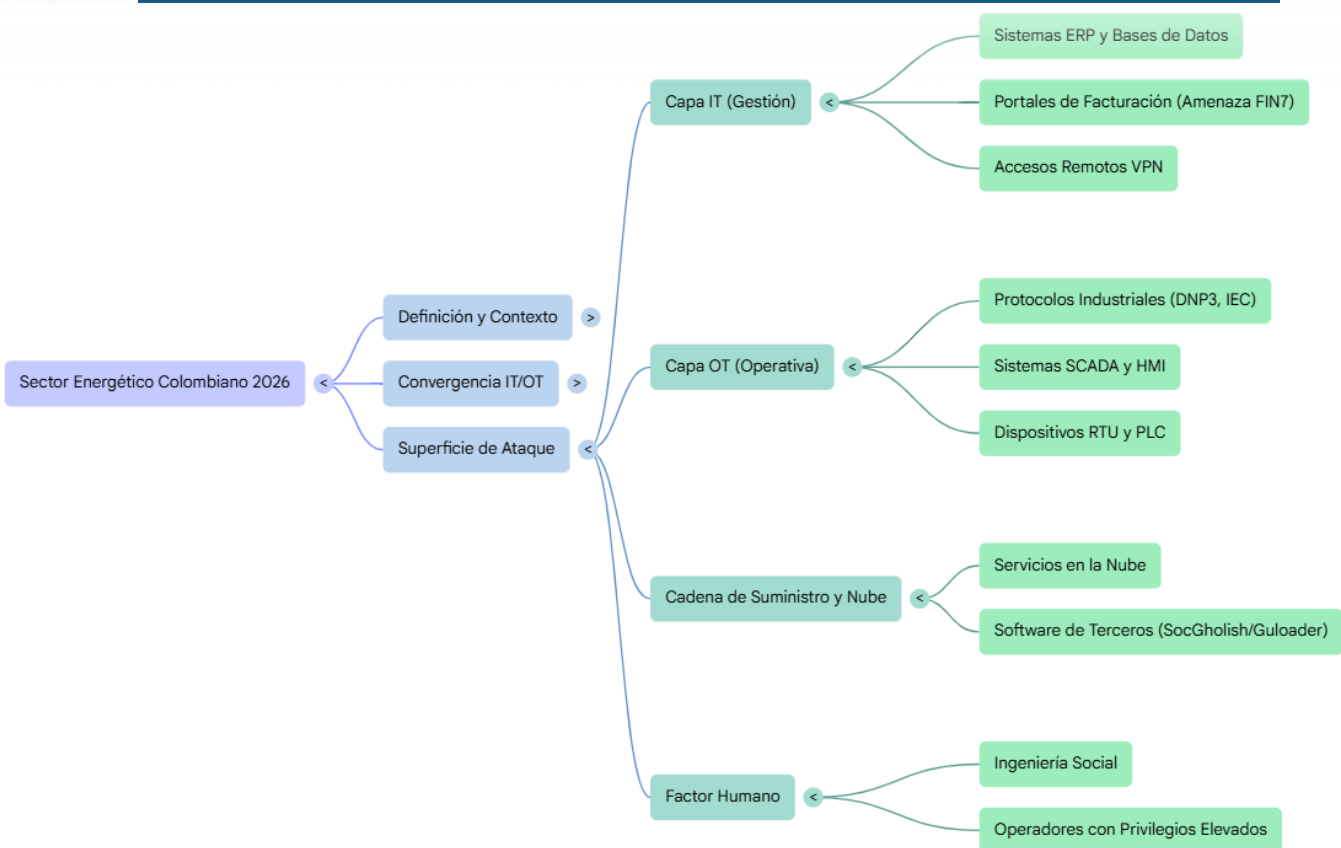 Sector Energético Colombiano 2026
<
Definición y Contexto
>
Convergencia IT/OT
>
Superficie de Ataque
<
Capa IT (Gestión)
<
Sistemas ERP y Bases de Datos
Portales de Facturación (Amenaza FIN7)
Accesos Remotos VPN
Capa OT (Operativa)
<
Protocolos Industriales (DNP3, IEC)
Sistemas SCADA y HMI
Dispositivos RTU y PLC
Cadena de Suministro y Nube
<
Servicios en la Nube
Software de Terceros (SocGholish/Guloader)
Factor Humano
<
Ingeniería Social
Operadores con Privilegios Elevados